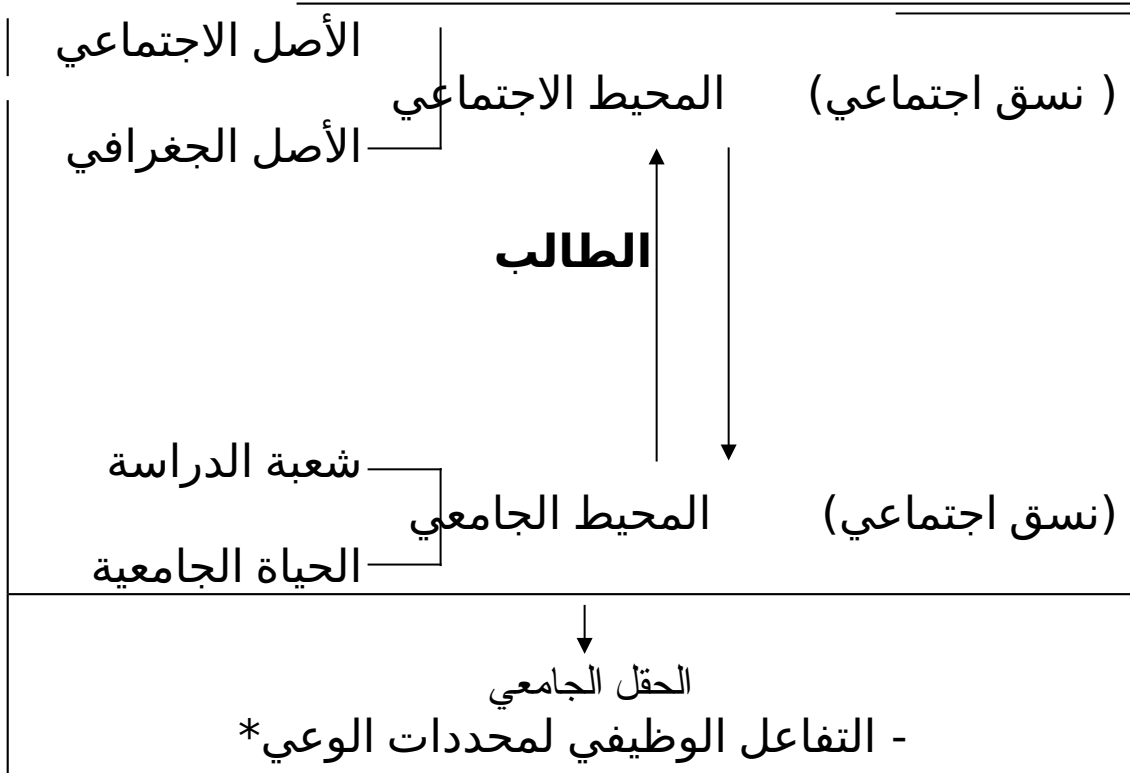 الأصل الاجتماعي
( نسق اجتماعي) المحيط الاجتماعي
الأصل الجغرافي
الطالب
شعبة الدراسة
(نسق اجتماعي) المحيط الجامعي
الحياة الجامعية
الحقل الجامعي
- التفاعل الوظيفي لمحددات الوعي*